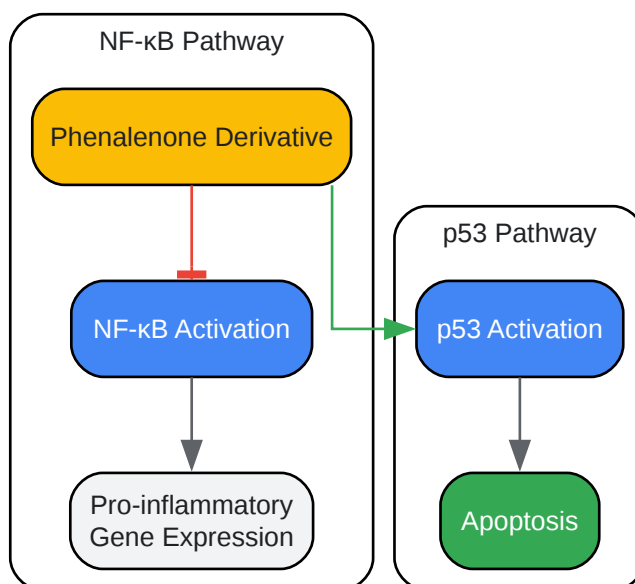 NF-κB Pathway
Phenalenone Derivative
p53 Pathway
NF-κB Activation
p53 Activation
Pro-inflammatory
Gene Expression
Apoptosis